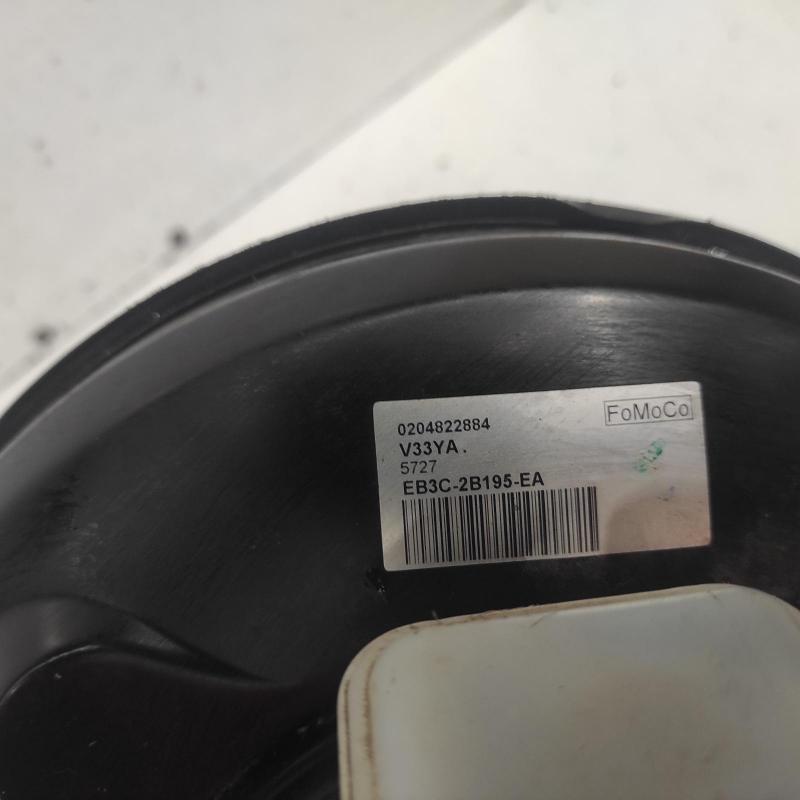 FoMoCo
0204822884
V33YA.
5727
EB3C-2B195-EA